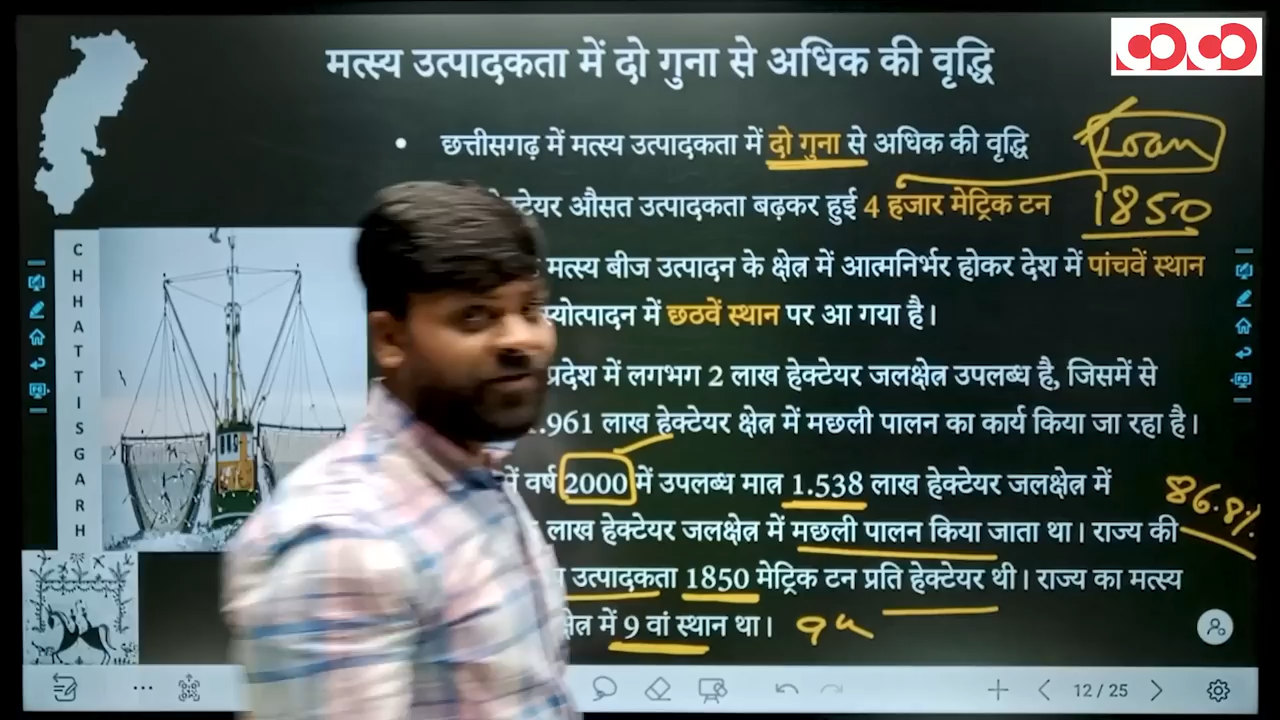 मत्स्य उत्पादकता में दो गुना से अधिक की वृद्धि
• छत्तीसगढ़ में मत्स्य उत्पादकता में दो गुना से अधिक की वृद्धि
Loan
औसत उत्पादकता बढ़कर हुई 4 हजार मेट्रिक टन
1850
मत्स्य बीज उत्पादन के क्षेत्र में आत्मनिर्भर होकर देश में पांचवें स्थान
में छठवें स्थान पर आ गया है।
प्रदेश में लगभग 2 लाख हेक्टेयर जलक्षेत्र उपलब्ध है, जिसमें से
.961 लाख हेक्टेयर क्षेत्र में मछली पालन का कार्य किया जा रहा है।
में वर्ष 2000 में उपलब्ध मात्र 1.538 लाख हेक्टेयर जलक्षेत्र में
86.8%
लाख हेक्टेयर जलक्षेत्र में मछली पालन किया जाता था। राज्य की
उत्पादकता 1850 मेट्रिक टन प्रति हेक्टेयर थी। राज्य का मत्स्य
में 9 वां स्थान था।
CHHATTISGARH
12 / 25